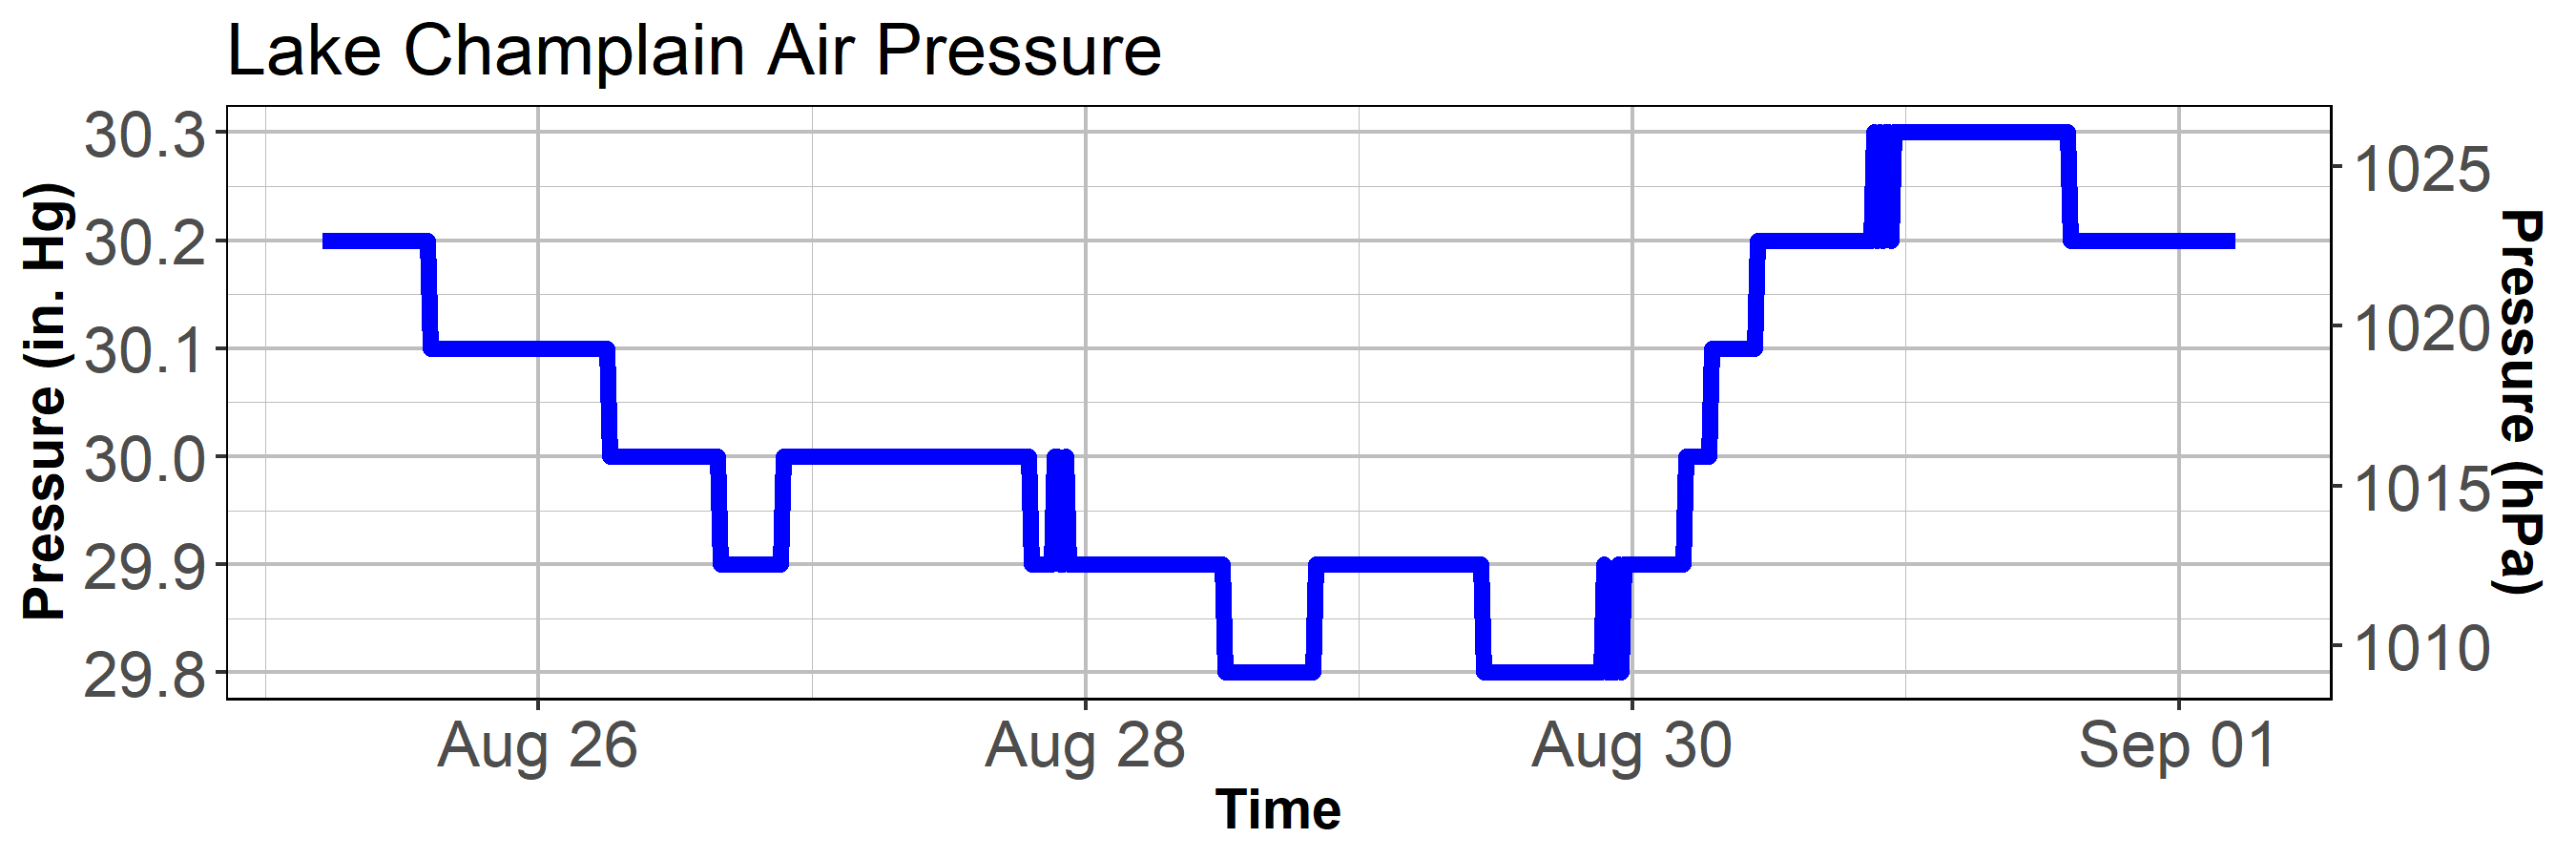 Lake Champlain Air Pressure
Pressure (in. Hg)
30.3
30.2
30.1
30.0
29.9
29.8
1025
1020
1015
1010
Pressure (hPa)
Aug 26
Aug 28
Aug 30
Sep 01
Time